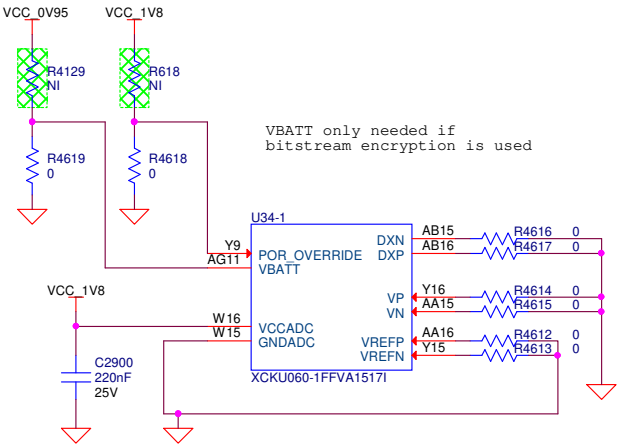 VCC_0V95
VCC_1V8
R4129
NI
R618
NI
VBATT only needed if
bitstream encryption is used
R4619
0
R4618
0
U34-1
Y9
POR_OVERRIDE
AG11
VBATT
DXN
AB15
R4616
0
DXP
AB16
R4617
0
VCC_1V8
VP
Y16
R4614
0
VN
AA15
R4615
0
W16
VCCADC
W15
GNDADC
VREFP
AA16
R4612
0
VREFN
Y15
R4613
0
C2900
220nF
25V
XCKU060-1FFVA1517I